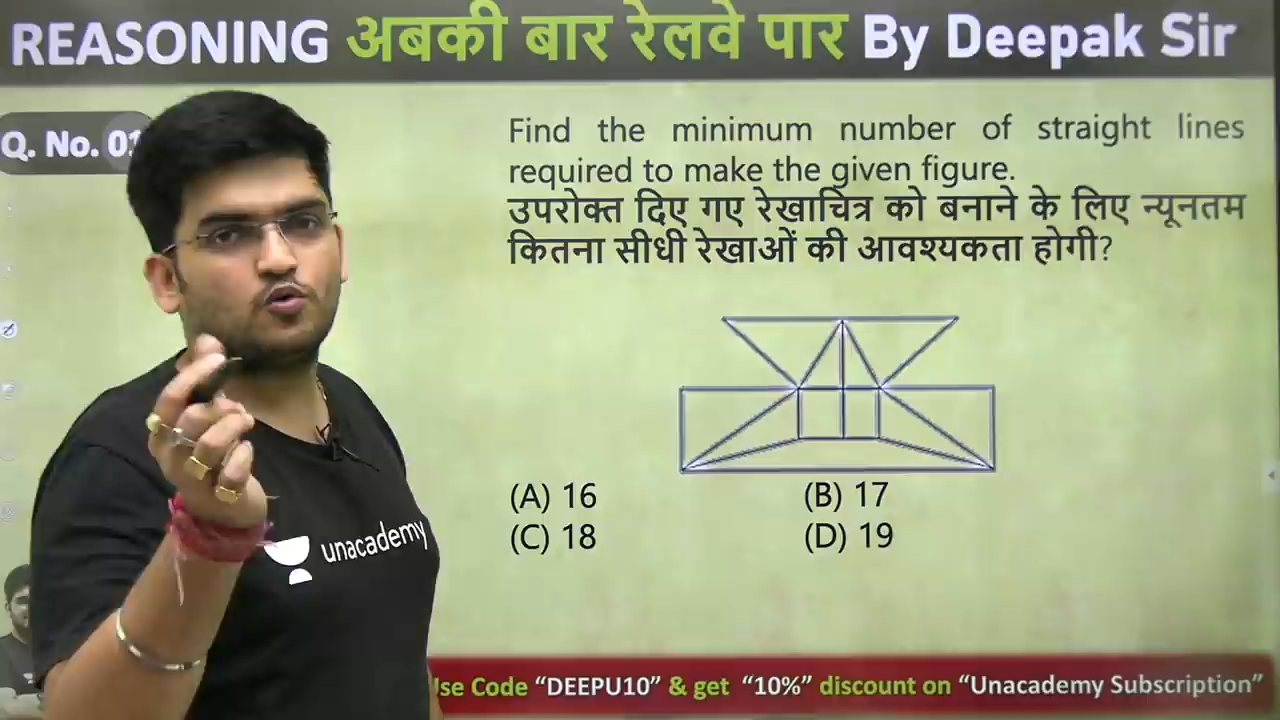 REASONING अबकी बार रेलवे पार By Deepak Sir
Q. No. 01
Find the minimum number of straight lines
required to make the given figure.
उपरोक्त दिए गए रेखाचित्र को बनाने के लिए न्यूनतम
कितना सीधी रेखाओं की आवश्यकता होगी?
(A) 16 (B) 17
(C) 18 (D) 19
unacademy
Use Code “DEEPU10” & get “10%” discount on “Unacademy Subscription”